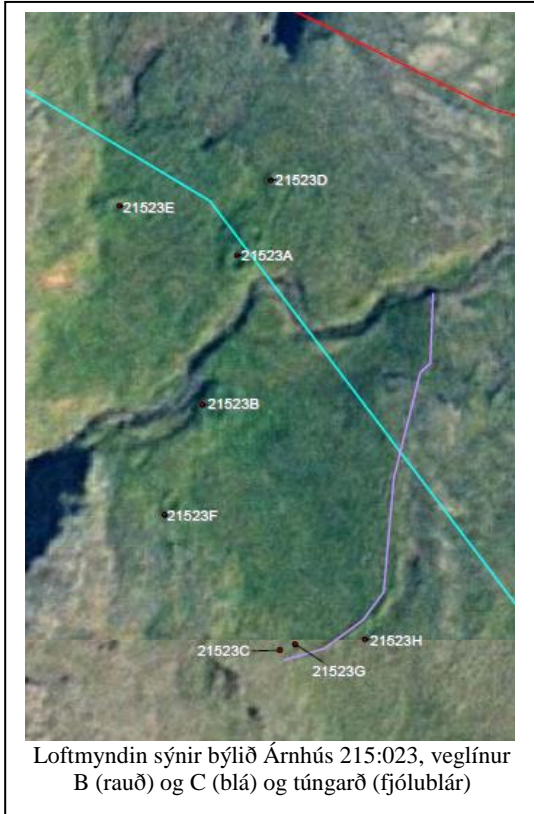 21523D
21523E
21523A
21523B
21523F
21523H
21523C
21523G
Loftmyndin sýnir býlið Árnhús 215:023, veglínur
B (rauð) og C (blá) og túngarð (fjólublár)